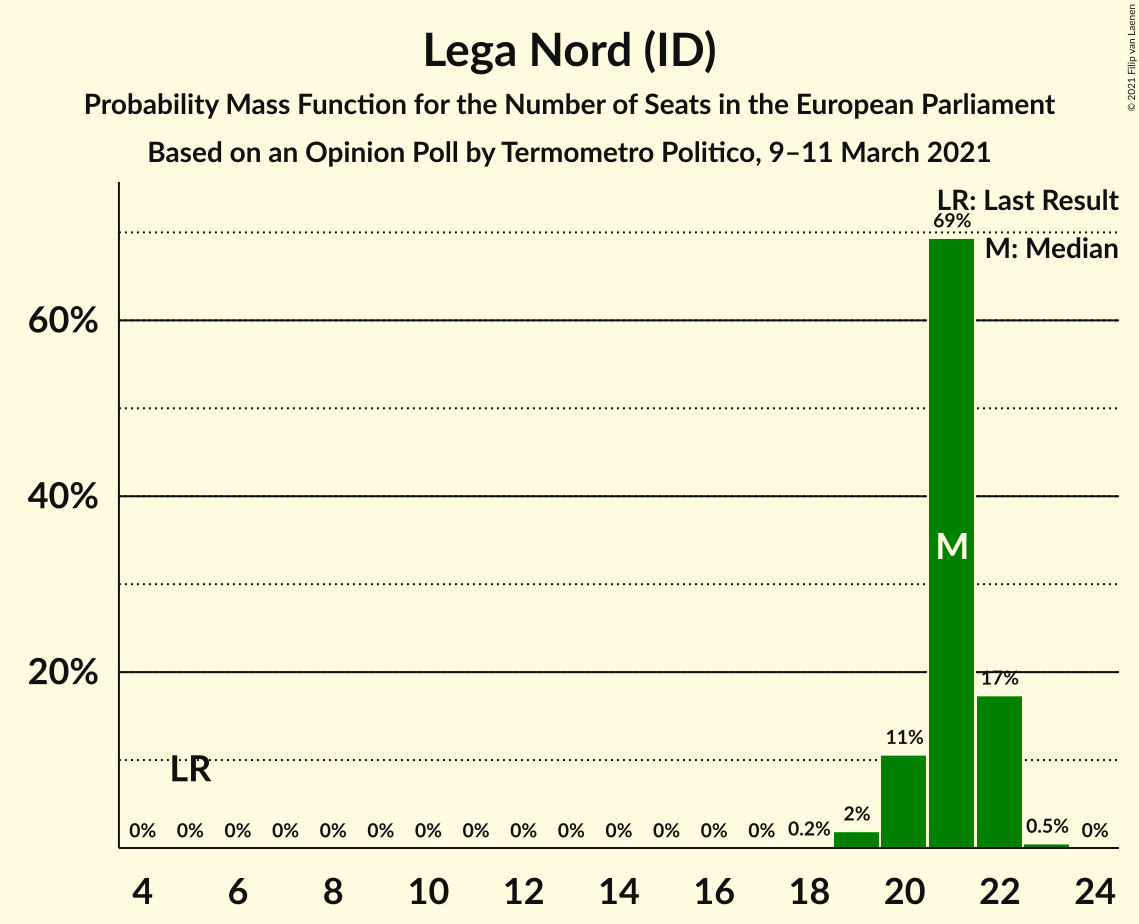 Lega Nord (ID)
Probability Mass Function for the Number of Seats in the European Parliament
Based on an Opinion Poll by Termometro Politico, 9–11 March 2021
© 2021 Filip van Laenen
LR: Last Result
69%
M: Median
60%
40%
M
20%
17%
11%
LR
0% 0% 0% 0% 0% 0% 0% 0% 0% 0% 0% 0% 0% 0% 0.2% 2% 0.5% 0%
4 6 8 10 12 14 16 18 20 22 24